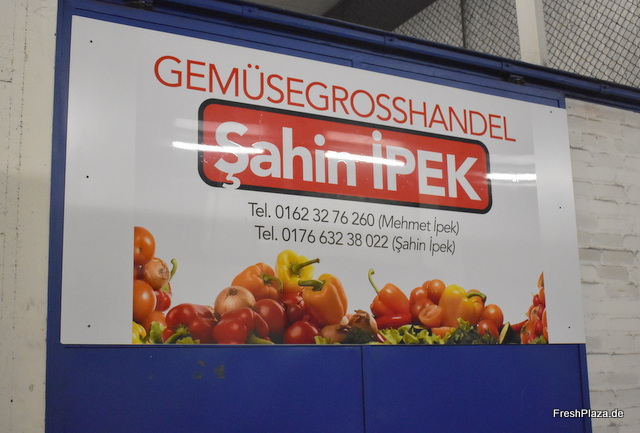 GEMÜSEGROSSHANDEL
Şahin İPEK
Tel. 0162 32 76 260 (Mehmet İpek)
Tel. 0176 632 38 022 (Şahin İpek)
FreshPlaza.de